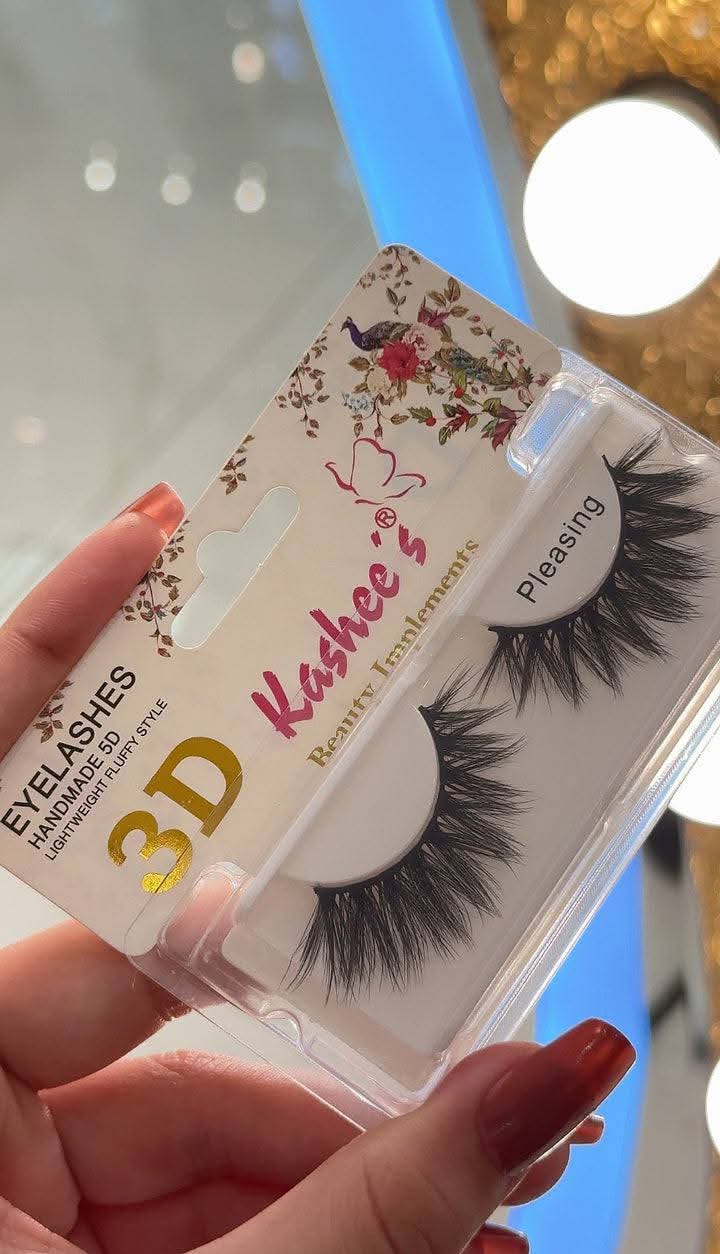 EYELASHES
HANDMADE 5D
LIGHTWEIGHT FLUFFY STYLE
3D
Kashee's®
Beauty Implements
Pleasing